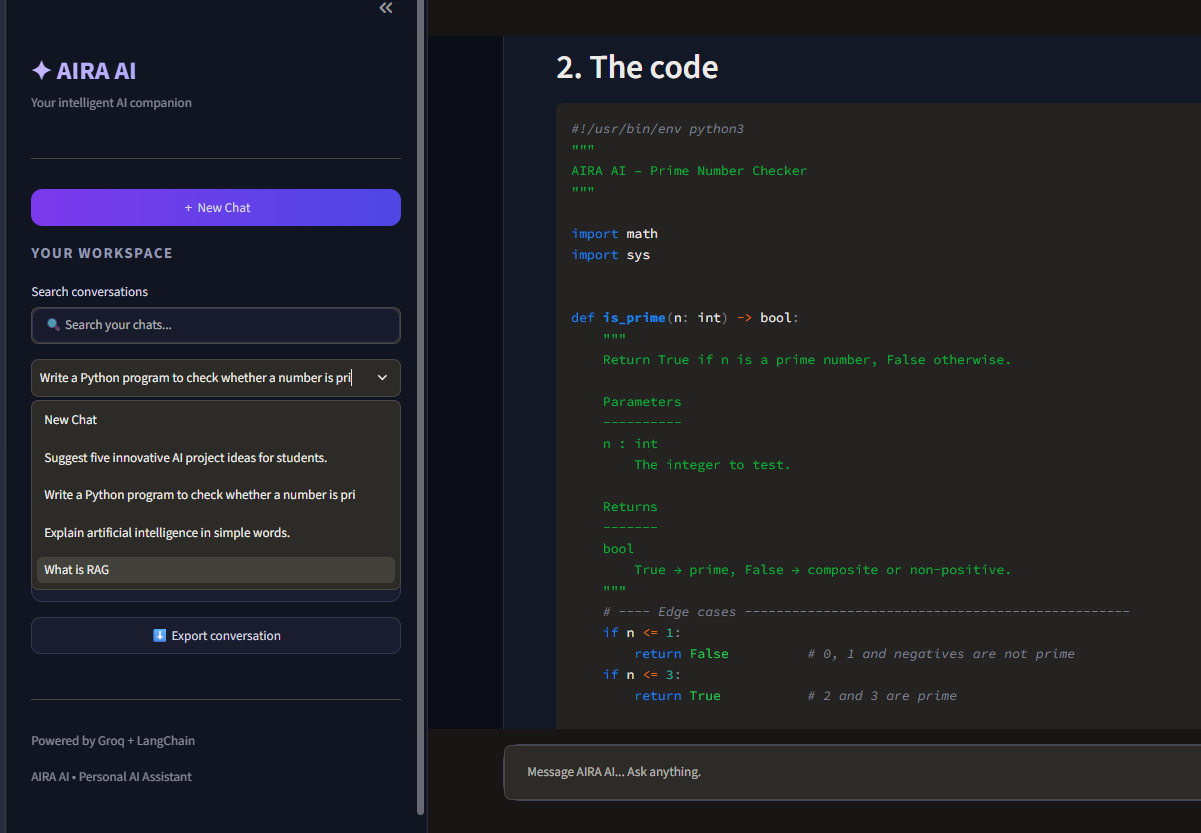 AIRA AI
Your intelligent AI companion
+ New Chat
YOUR WORKSPACE
Search conversations
Search your chats...
Write a Python program to check whether a number is pri
New Chat
Suggest five innovative AI project ideas for students.
Write a Python program to check whether a number is pri
Explain artificial intelligence in simple words.
What is RAG
Export conversation
Powered by Groq + LangChain
AIRA AI • Personal AI Assistant
2. The code
#!/usr/bin/env python3
"""
AIRA AI – Prime Number Checker
"""
import math
import sys
def is_prime(n: int) -> bool:
    """
    Return True if n is a prime number, False otherwise.
    Parameters
    ----------
    n : int
        The integer to test.
    Returns
    -------
    bool
        True → prime, False → composite or non-positive.
    """
    # ---- Edge cases -------------------------------------------------
    if n <= 1:
        return False          # 0, 1 and negatives are not prime
    if n <= 3:
        return True           # 2 and 3 are prime
Message AIRA AI... Ask anything.